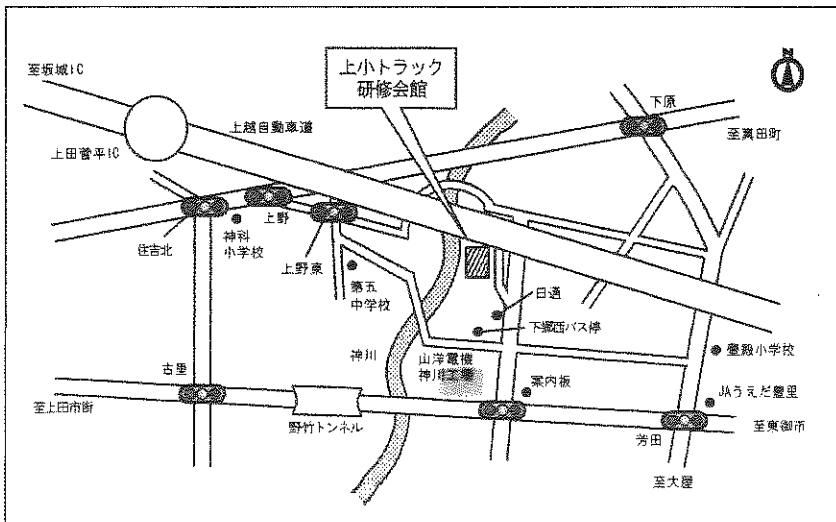 N
上小トラック
研修会館
至坂城IC
下原
上越自動車道
至真田町
上田菅平IC
住吉北
神科
小学校
上野
上野東
第五
中学校
日通
下郷西バス停
神川
山洋電機
神川工場
豊殿小学校
古里
案内板
JAうえだ豊里
至上田市街
野竹トンネル
芳田
至東御市
至大屋